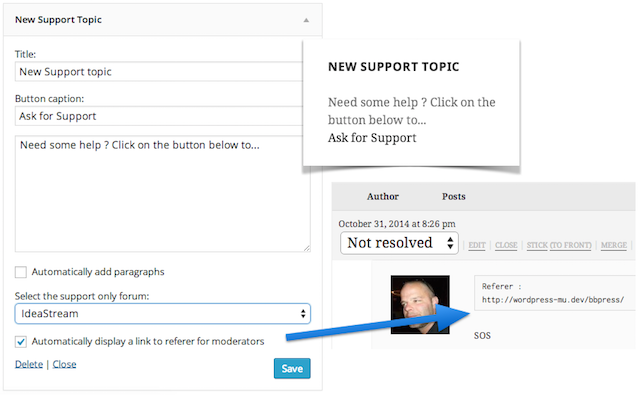 New Support Topic
Title:
New Support topic
Button caption:
Ask for Support
Need some help ? Click on the button below to...
Automatically add paragraphs
Select the support only forum:
IdeaStream
Automatically display a link to referer for moderators
Delete | Close
Save
NEW SUPPORT TOPIC
Need some help ? Click on the
button below to...
Ask for Support
Author Posts
October 31, 2014 at 8:26 pm
Not resolved | EDIT | CLOSE | STICK (TO FRONT) | MERGE |
Referer :
http://wordpress-mu.dev/bbpress/
SOS